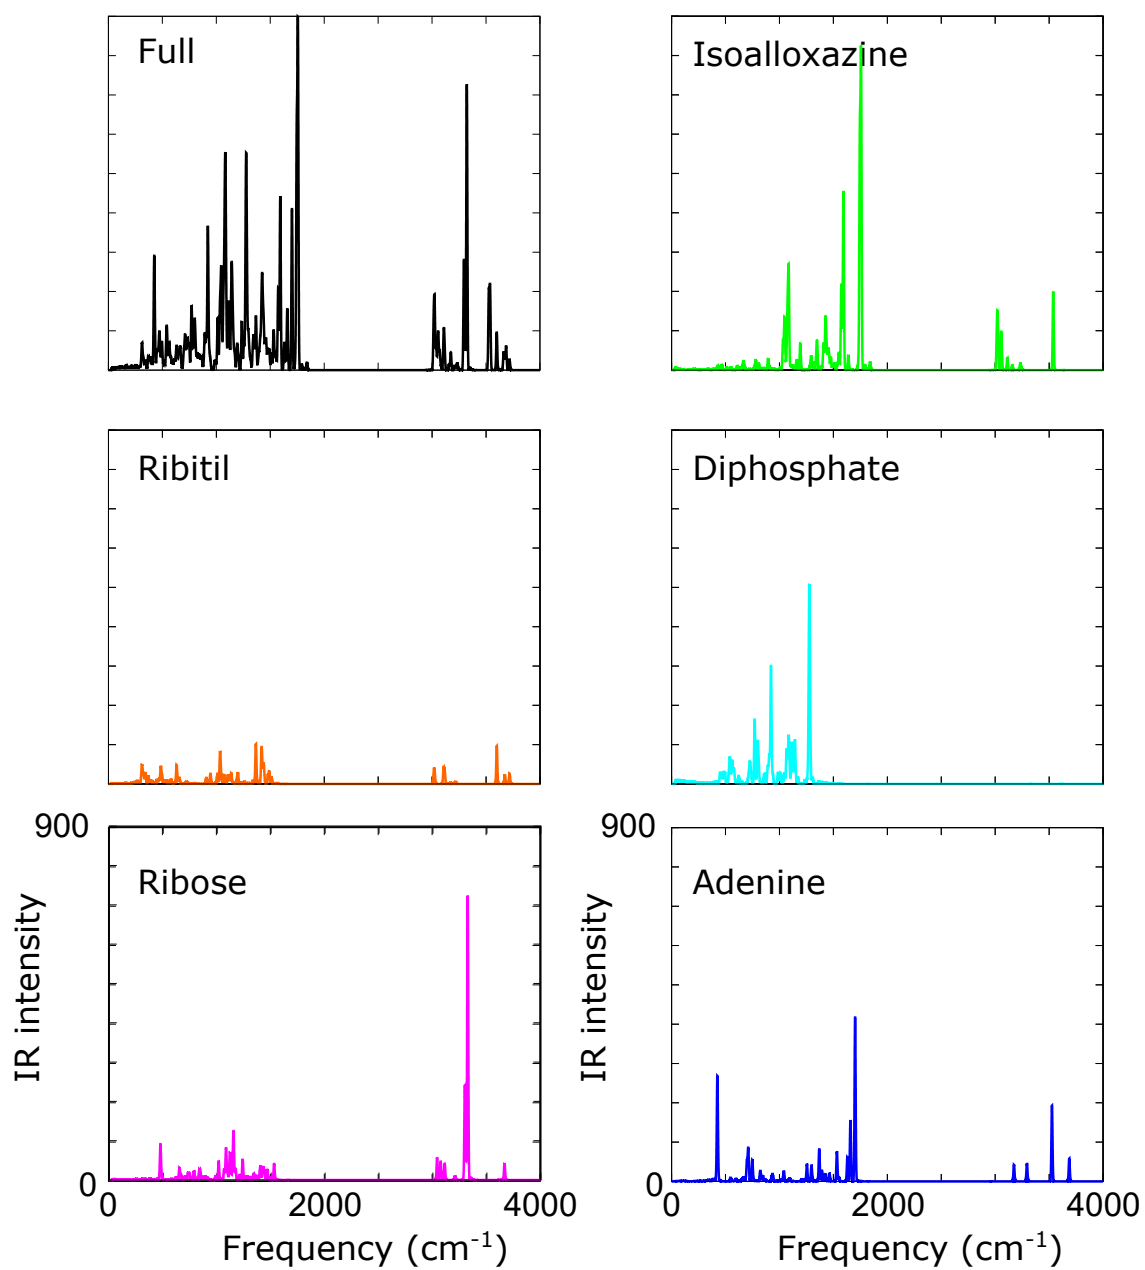 Full
Isoalloxazine
Ribitil
Diphosphate
900
Ribose
IR intensity
0
0
2000
4000
Frequency (cm⁻¹)
900
Adenine
IR intensity
0
0
2000
4000
Frequency (cm⁻¹)